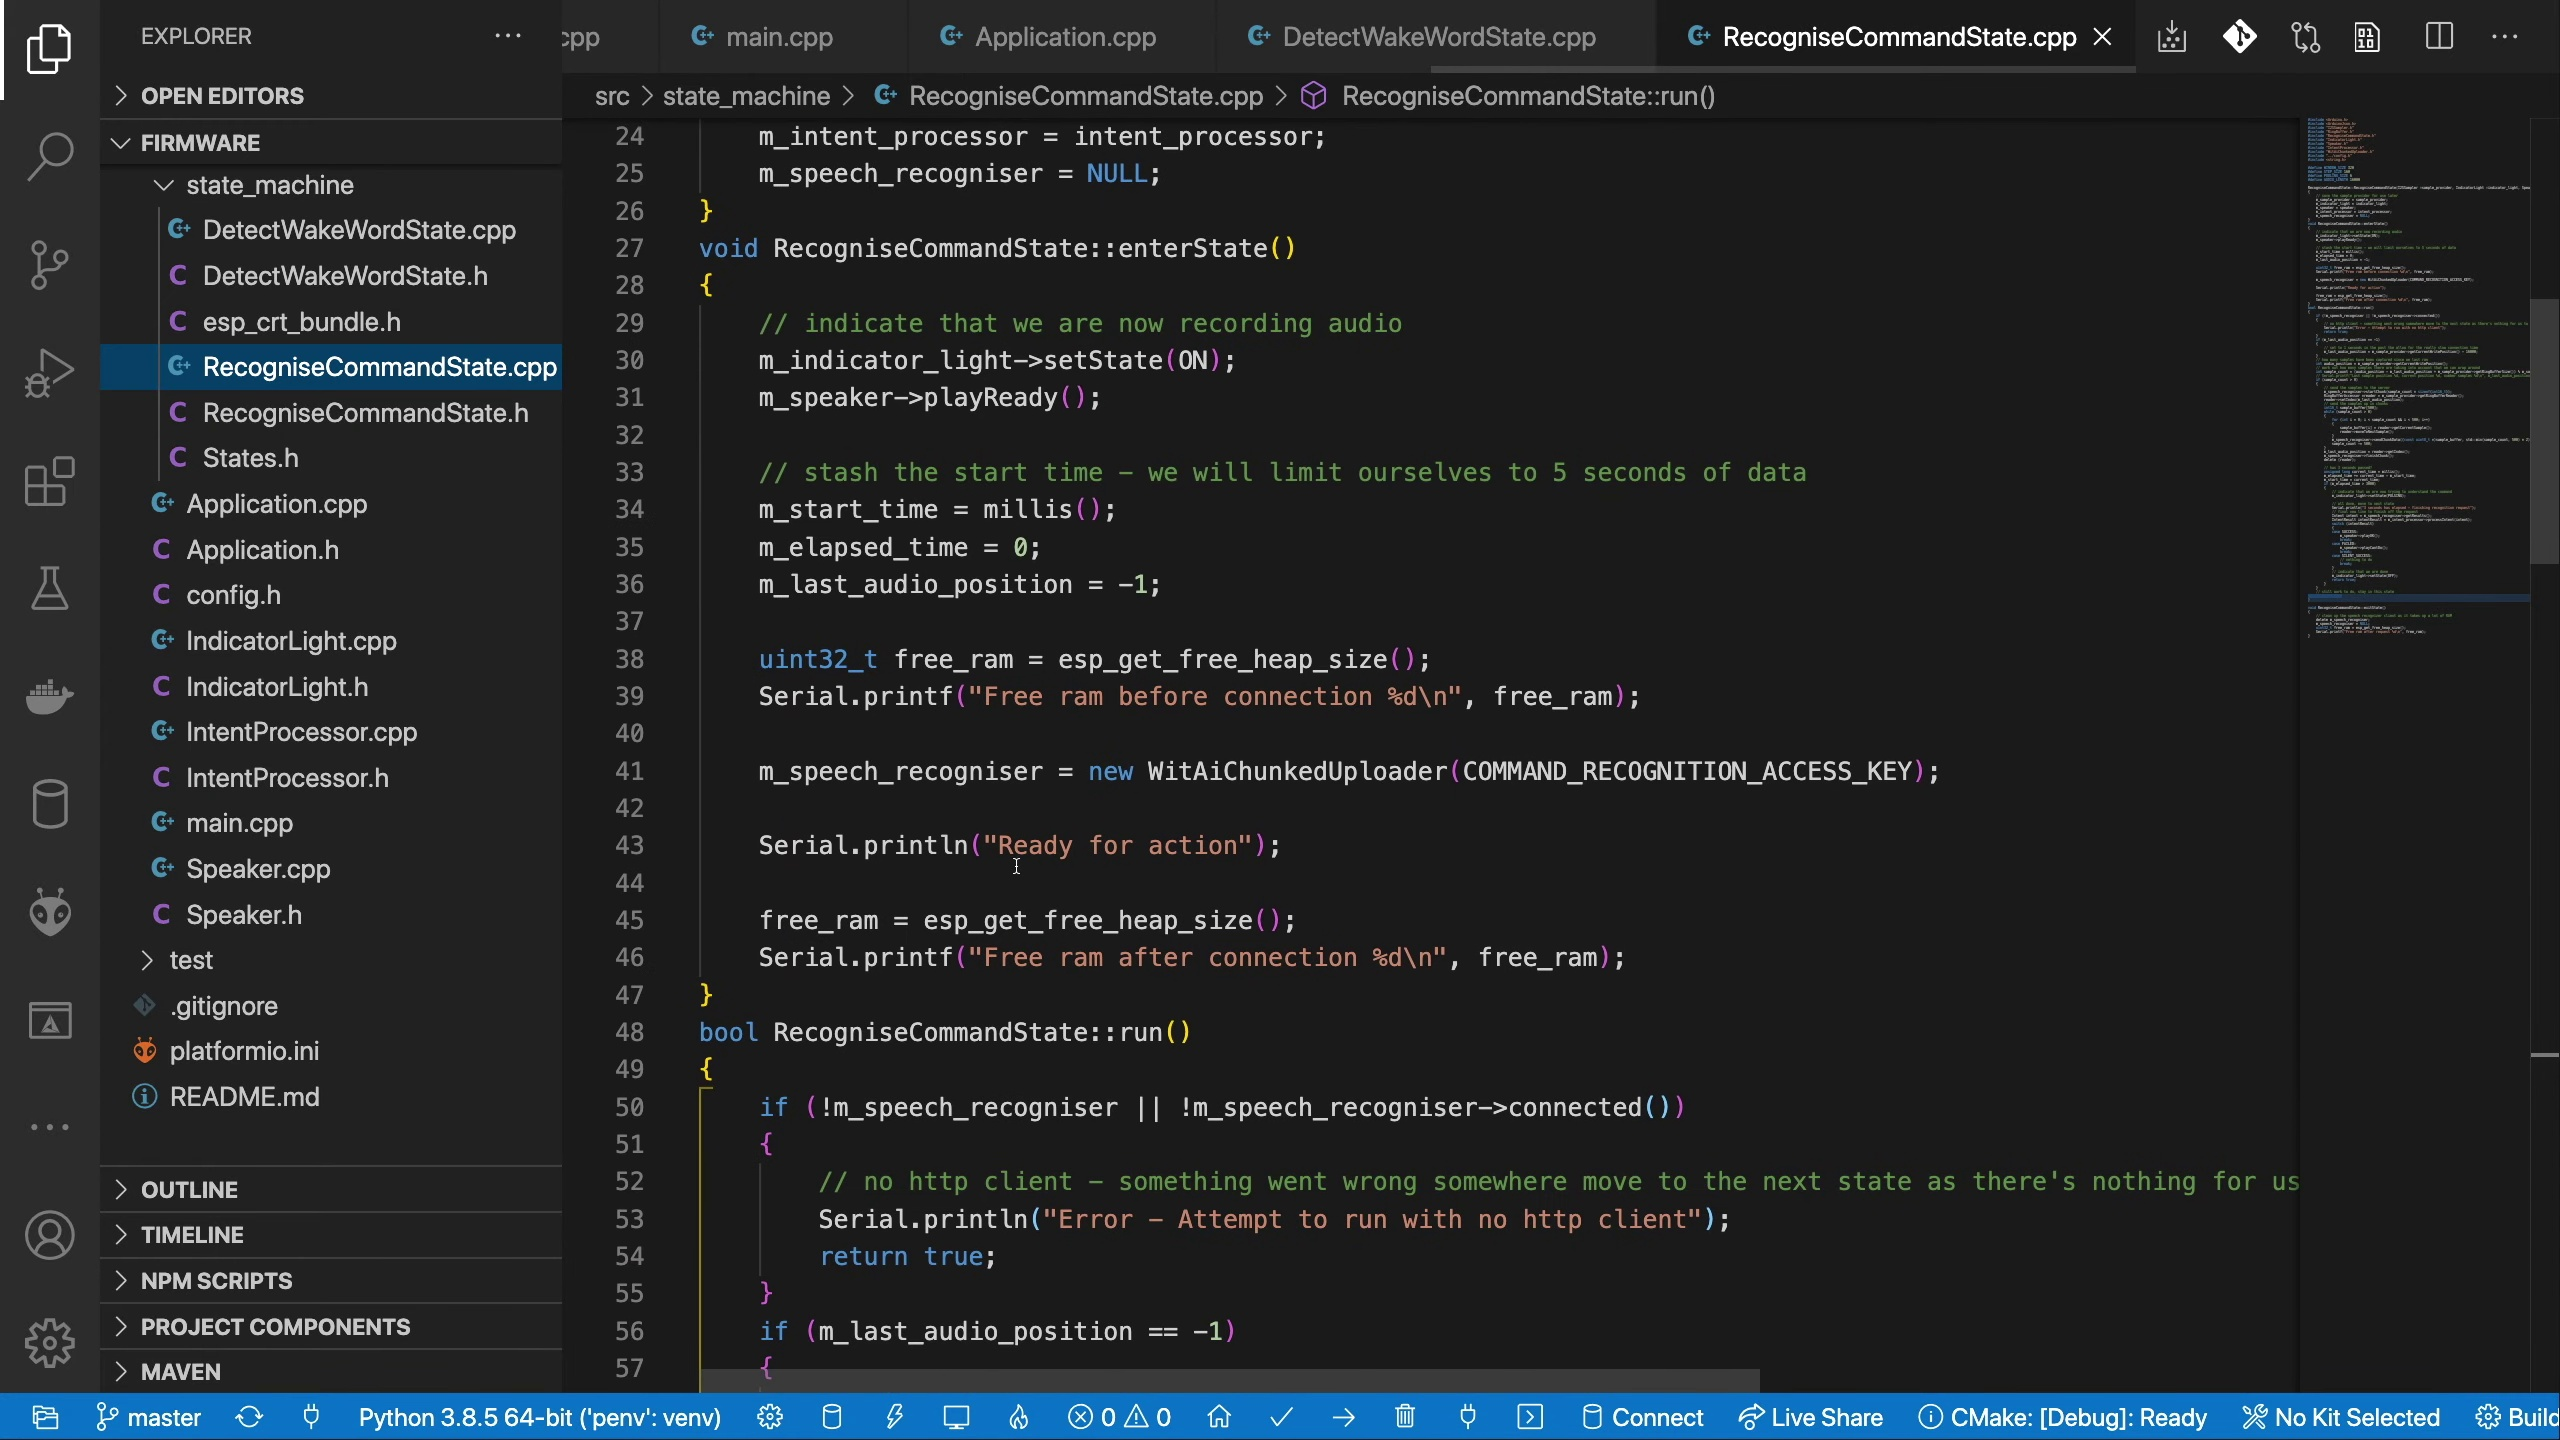 EXPLORER
OPEN EDITORS
FIRMWARE
state_machine
DetectWakeWordState.cpp
DetectWakeWordState.h
esp_crt_bundle.h
RecogniseCommandState.cpp
RecogniseCommandState.h
States.h
Application.cpp
Application.h
config.h
IndicatorLight.cpp
IndicatorLight.h
IntentProcessor.cpp
IntentProcessor.h
main.cpp
Speaker.cpp
Speaker.h
test
.gitignore
platformio.ini
README.md
OUTLINE
TIMELINE
NPM SCRIPTS
PROJECT COMPONENTS
MAVEN
cpp main.cpp Application.cpp DetectWakeWordState.cpp RecogniseCommandState.cpp
src > state_machine > RecogniseCommandState.cpp > RecogniseCommandState::run()
24 m_intent_processor = intent_processor;
25 m_speech_recogniser = NULL;
26 }
27 void RecogniseCommandState::enterState()
28 {
29 // indicate that we are now recording audio
30 m_indicator_light->setState(ON);
31 m_speaker->playReady();
32
33 // stash the start time – we will limit ourselves to 5 seconds of data
34 m_start_time = millis();
35 m_elapsed_time = 0;
36 m_last_audio_position = -1;
37
38 uint32_t free_ram = esp_get_free_heap_size();
39 Serial.printf("Free ram before connection %d\n", free_ram);
40
41 m_speech_recogniser = new WitAiChunkedUploader(COMMAND_RECOGNITION_ACCESS_KEY);
42
43 Serial.println("Ready for action");
44
45 free_ram = esp_get_free_heap_size();
46 Serial.printf("Free ram after connection %d\n", free_ram);
47 }
48 bool RecogniseCommandState::run()
49 {
50 if (!m_speech_recogniser || !m_speech_recogniser->connected())
51 {
52 // no http client – something went wrong somewhere move to the next state as there's nothing for us
53 Serial.println("Error – Attempt to run with no http client");
54 return true;
55 }
56 if (m_last_audio_position == -1)
57 {
master Python 3.8.5 64-bit ('penv': venv) 0 0 Connect Live Share CMake: [Debug]: Ready No Kit Selected Build